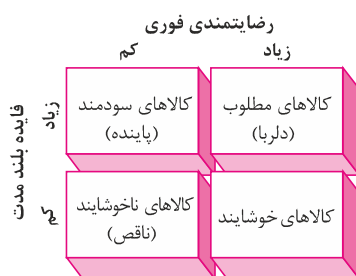 رضایتمندی فوری
زیاد
کم
فایده بلند مدت
زیاد
کم
کالاهای مطلوب
(دلربا)
کالاهای سودمند
(پاینده)
کالاهای خوشایند
کالاهای ناخوشایند
(ناقص)